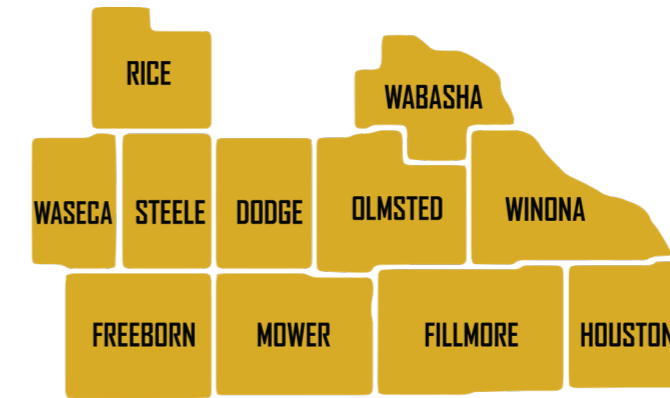 RICE
WABASHA
WASECA
STEELE
DODGE
OLMSTED
WINONA
FREEBORN
MOWER
FILLMORE
HOUSTON